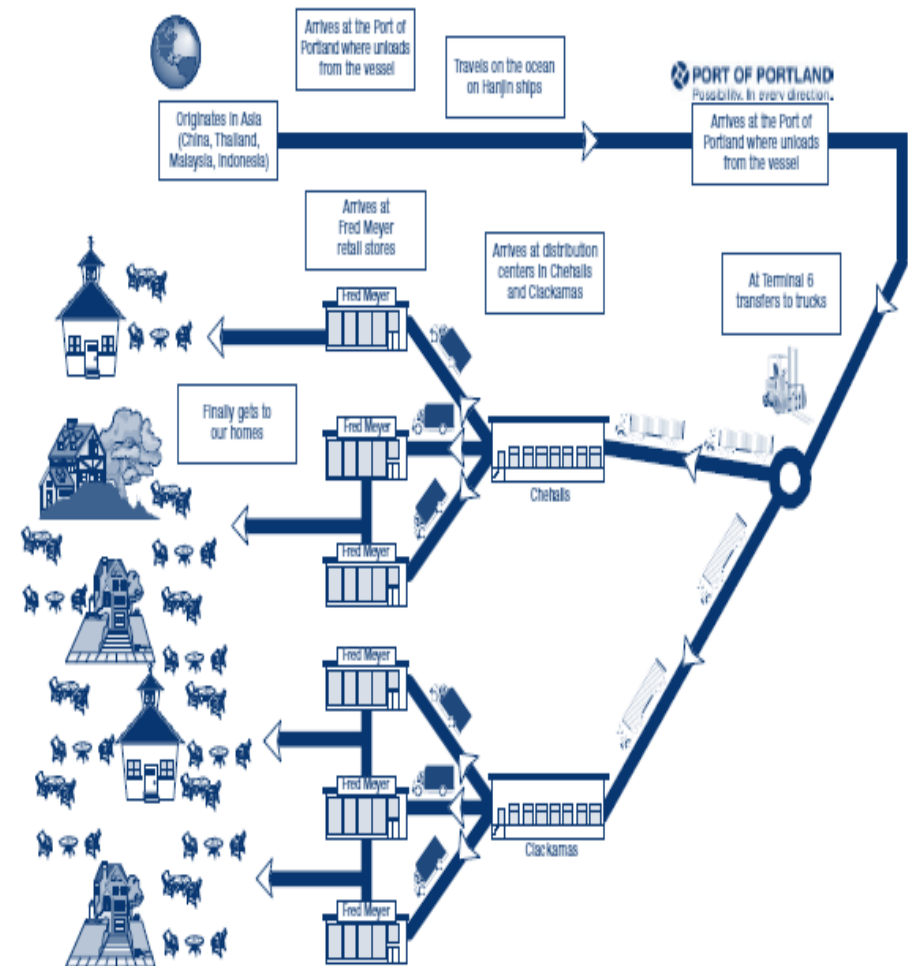 Arrives at the Port of
Portland where unloads
from the vessel
Travels on the ocean
on Hanjin ships
PORT OF PORTLAND
Possibility. In every direction.
Originates in Asia
(China, Thailand,
Malaysia, Indonesia)
Arrives at the Port of
Portland where unloads
from the vessel
Arrives at
Fred Meyer
retail stores
Arrives at distribution
centers in Chehalis
and Clackamas
At Terminal 6
transfers to trucks
Fred Meyer
Finally gets to
our homes
Fred Meyer
Chehalis
Fred Meyer
Fred Meyer
Fred Meyer
Clackamas
Fred Meyer